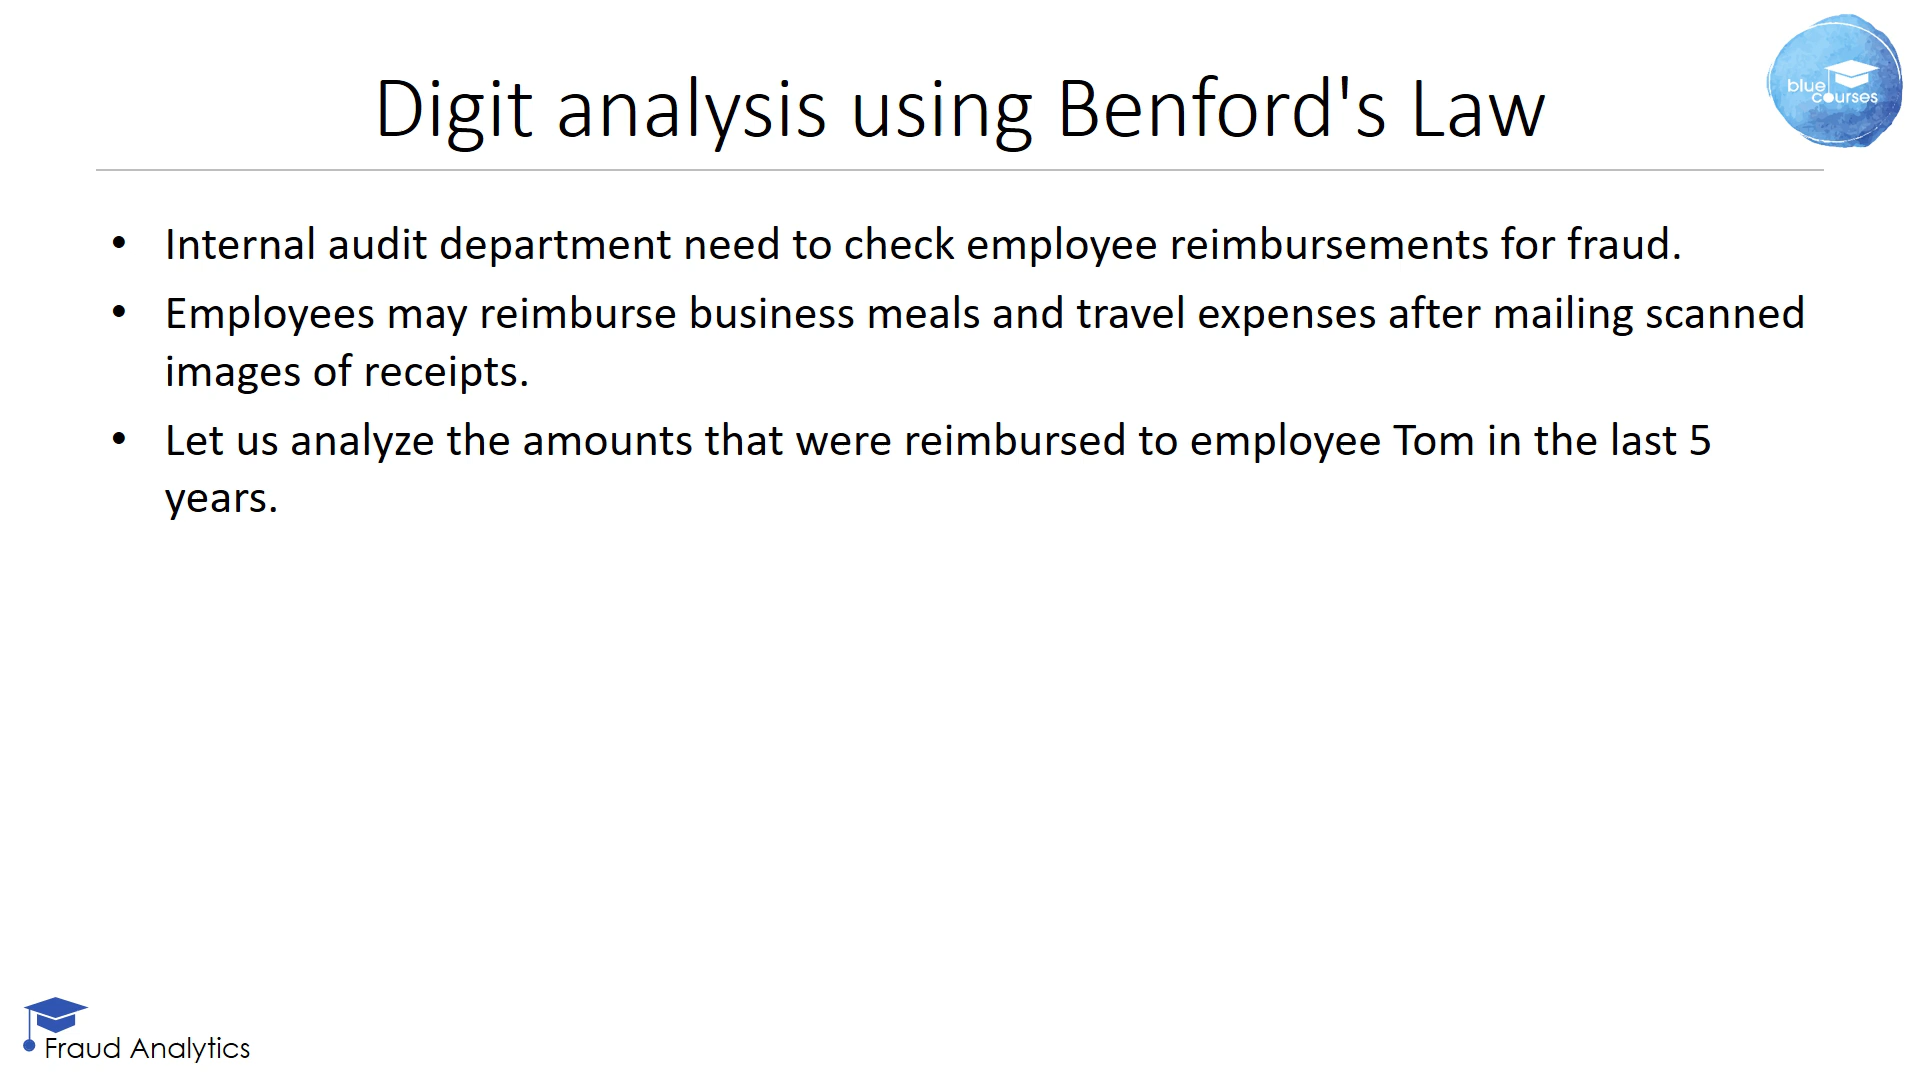 Digit analysis using Benford's Law
blue
courses
• Internal audit department need to check employee reimbursements for fraud.
• Employees may reimburse business meals and travel expenses after mailing scanned
images of receipts.
• Let us analyze the amounts that were reimbursed to employee Tom in the last 5
years.
Fraud Analytics